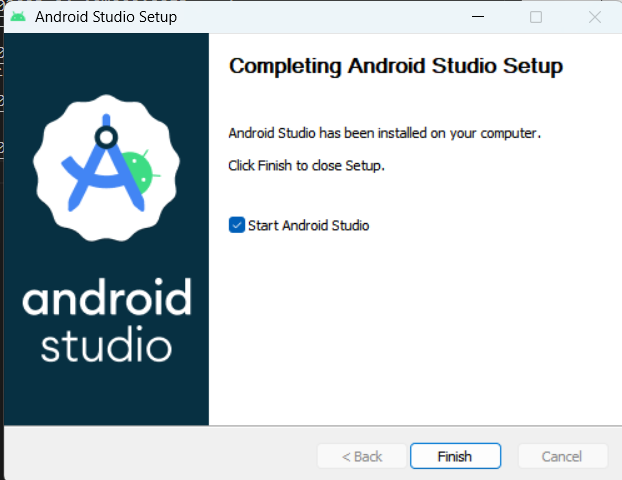 Android Studio Setup
Completing Android Studio Setup
Android Studio has been installed on your computer.
Click Finish to close Setup.
Start Android Studio
android
studio
< Back
Finish
Cancel